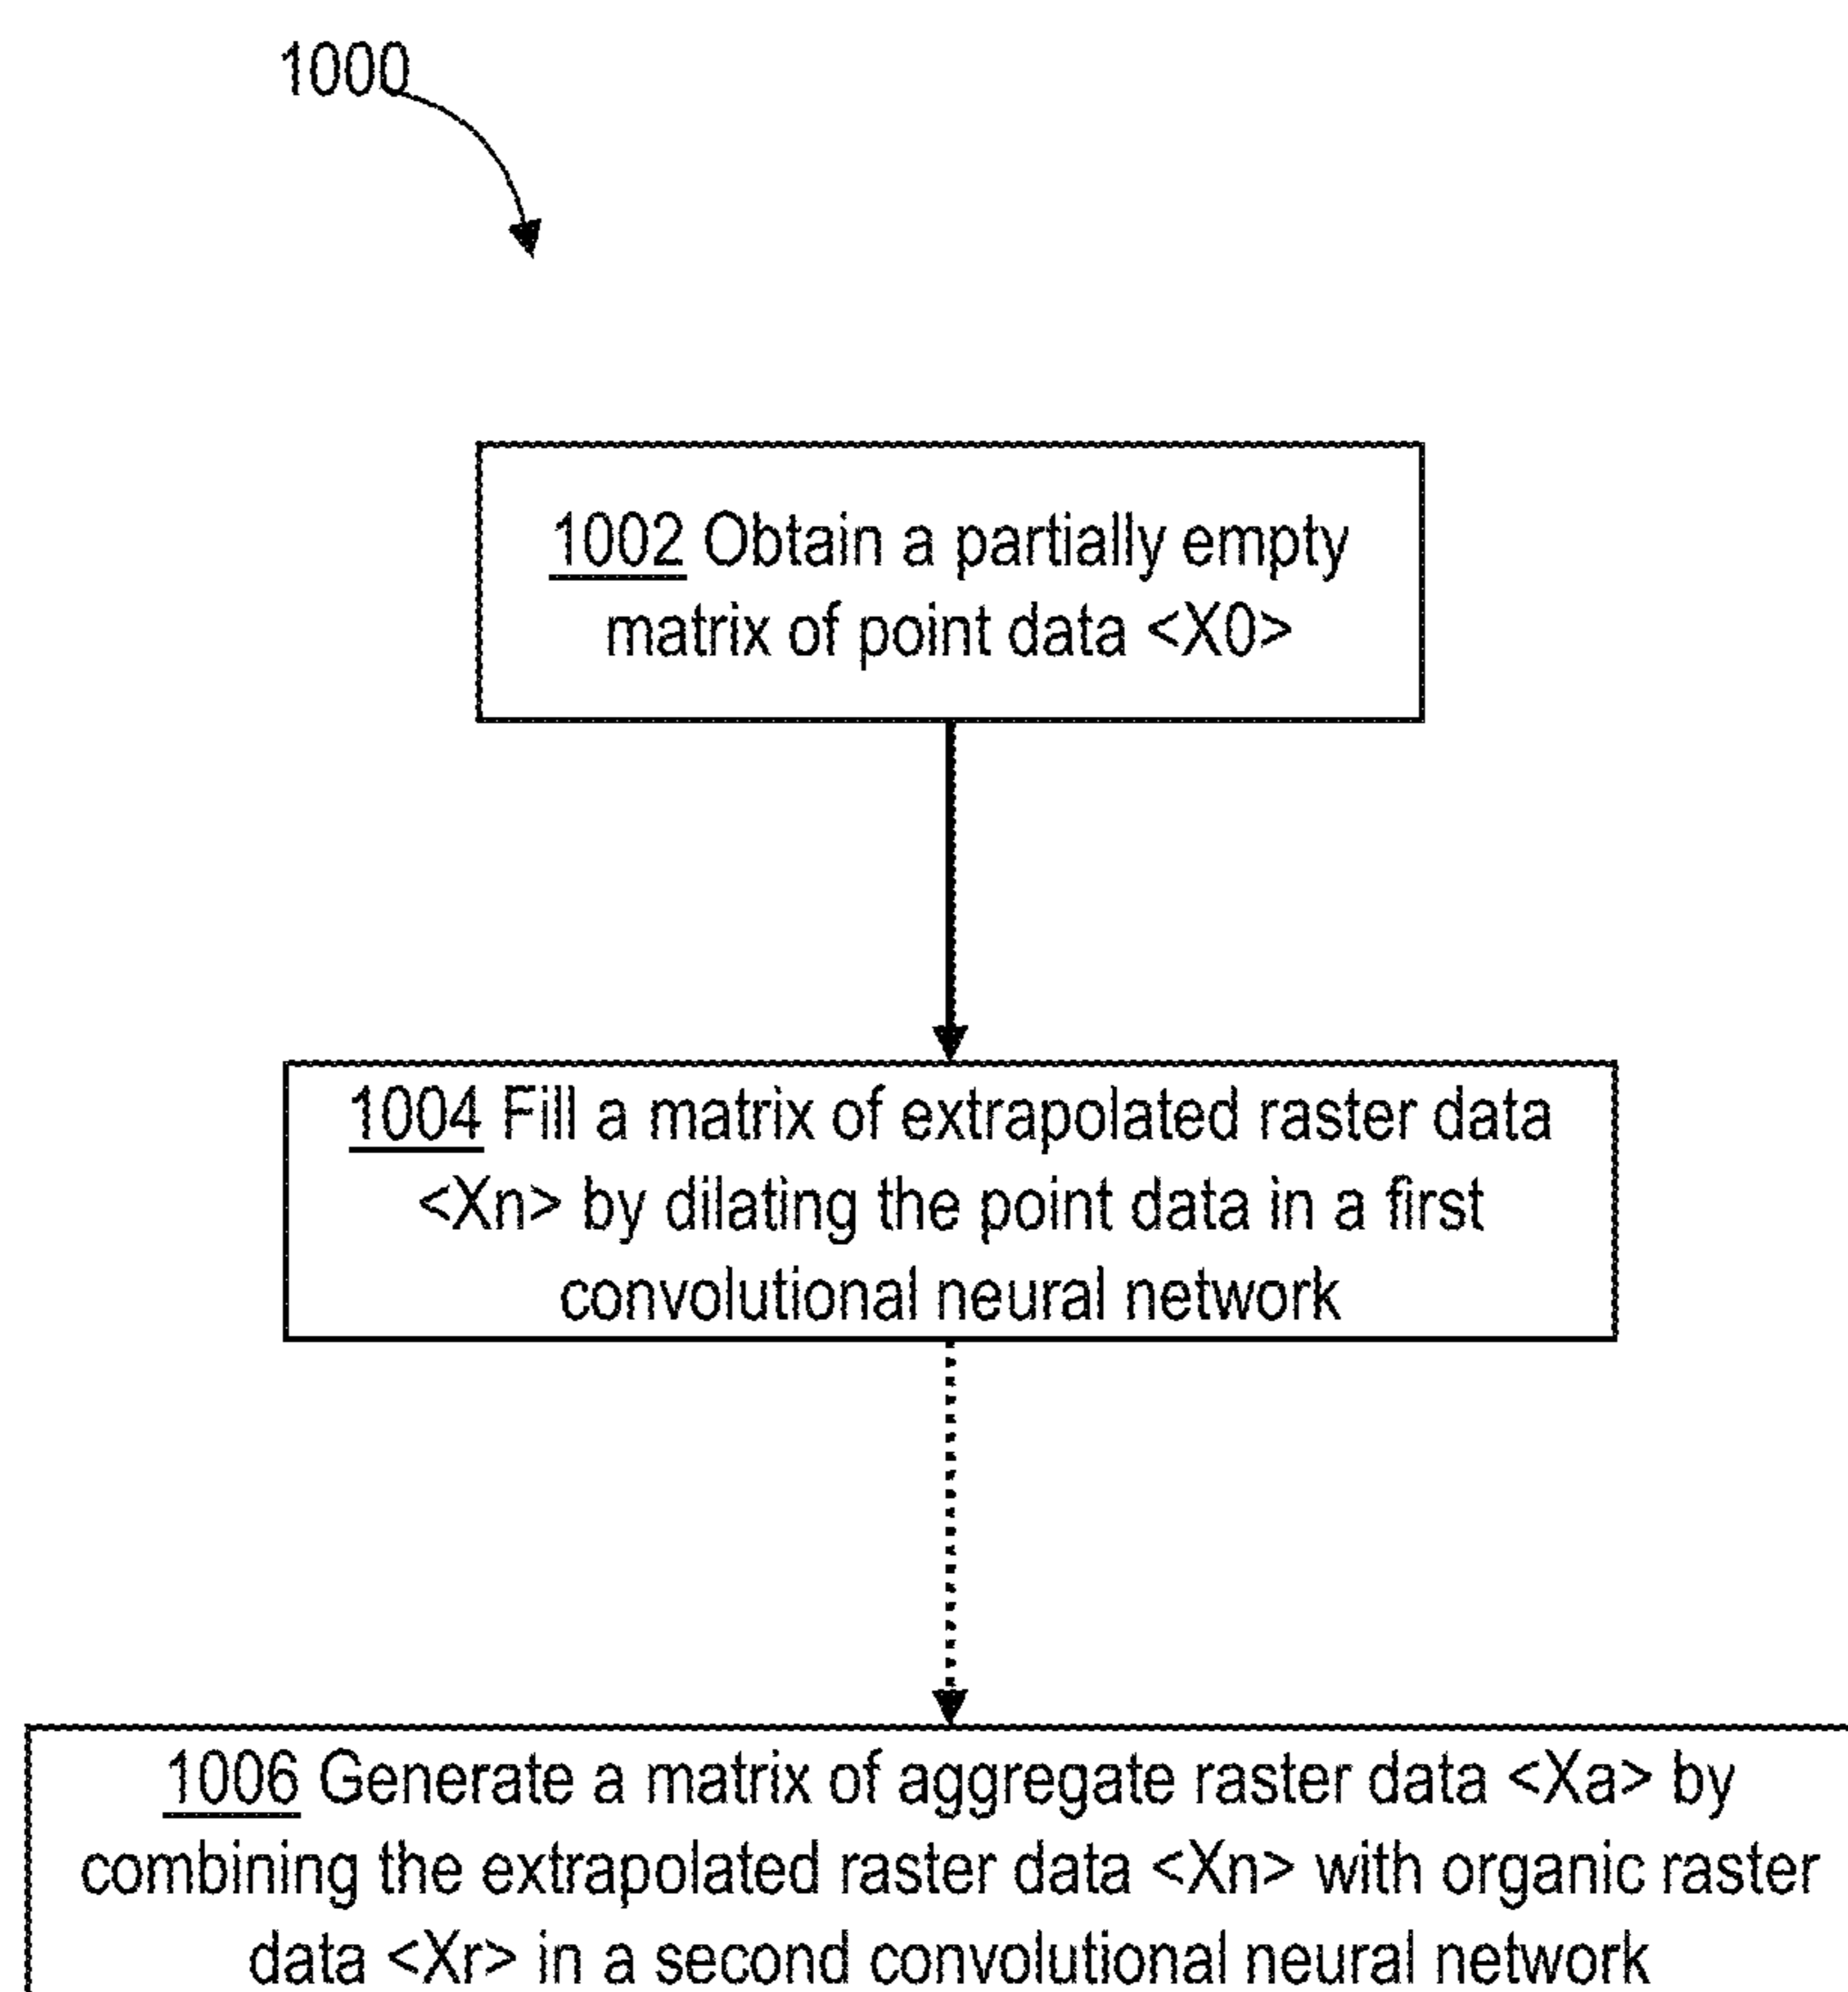 1000
1002 Obtain a partially empty
matrix of point data <X0>
1004 Fill a matrix of extrapolated raster data
<Xn> by dilating the point data in a first
convolutional neural network
1006 Generate a matrix of aggregate raster data <Xa> by
combining the extrapolated raster data <Xn> with organic raster
data <Xr> in a second convolutional neural network